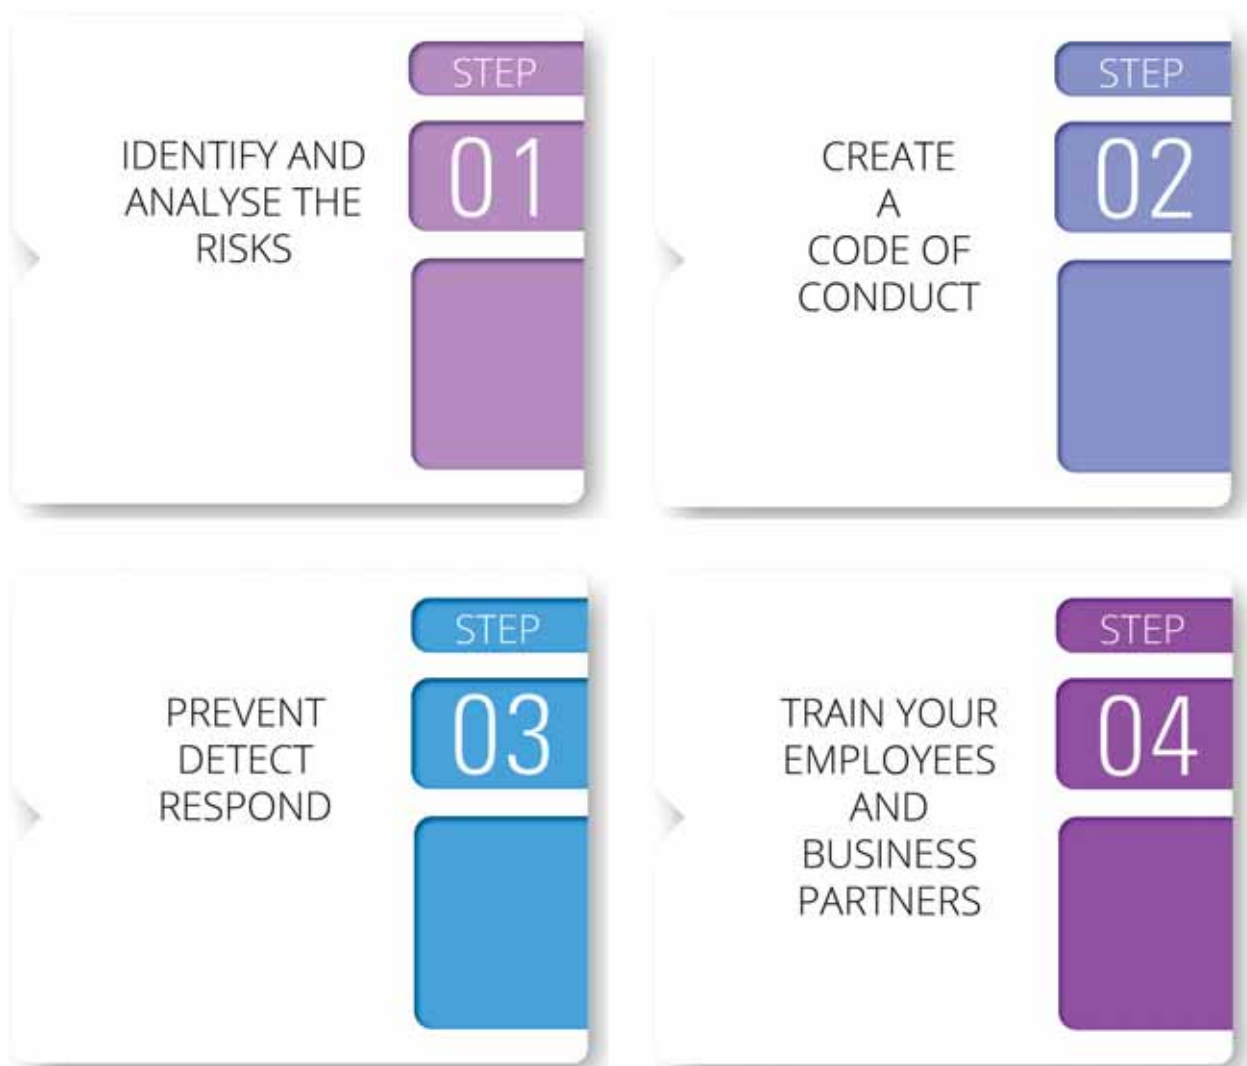 STEP
01
IDENTIFY AND
ANALYSE THE
RISKS
STEP
02
CREATE
A
CODE OF
CONDUCT
STEP
03
PREVENT
DETECT
RESPOND
STEP
04
TRAIN YOUR
EMPLOYEES
AND
BUSINESS
PARTNERS